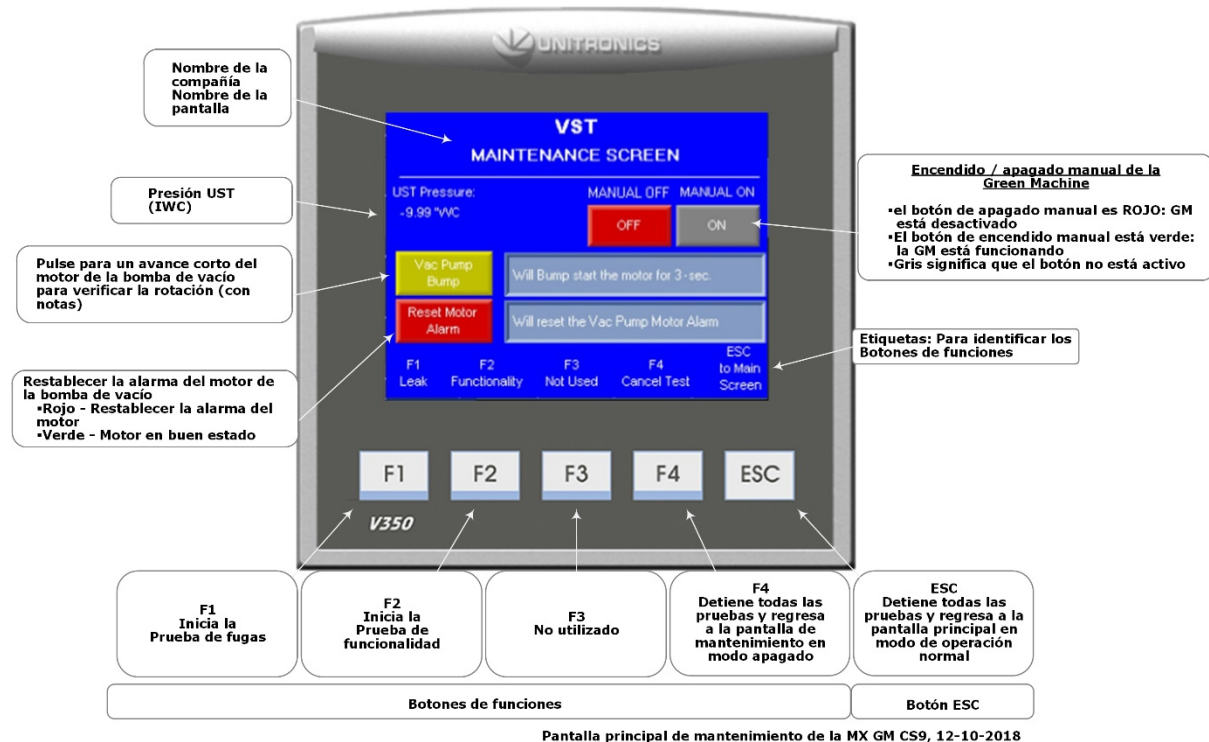 UNITRONICS
Nombre de la
compañía
Nombre de la
pantalla
VST
MAINTENANCE SCREEN
Presión UST
(IWC)
UST Pressure:
-9.99 "WC
MANUAL OFF
MANUAL ON
OFF
ON
Encendido / apagado manual de la
Green Machine
▪el botón de apagado manual es ROJO: GM
está desactivado
▪El botón de encendido manual está verde:
la GM está funcionando
▪Gris significa que el botón no está activo
Pulse para un avance corto del
motor de la bomba de vacío
para verificar la rotación (con
notas)
Vac Pump
Bump
Will Bump start the motor for 3-sec.
Reset Motor
Alarm
Will reset the Vac Pump Motor Alarm
Etiquetas: Para identificar los
Botones de funciones
Restablecer la alarma del motor de
la bomba de vacío
▪Rojo - Restablecer la alarma del
motor
▪Verde - Motor en buen estado
F1
Leak
F2
Functionality
F3
Not Used
F4
Cancel Test
ESC
to Main
Screen
F1
F2
F3
F4
ESC
V350
F1
Inicia la
Prueba de fugas
F2
Inicia la
Prueba de
funcionalidad
F3
No utilizado
F4
Detiene todas las
pruebas y regresa
a la pantalla de
mantenimiento en
modo apagado
ESC
Detiene todas las
pruebas y regresa a la
pantalla principal en
modo de operación
normal
Botones de funciones
Botón ESC
Pantalla principal de mantenimiento de la MX GM CS9, 12-10-2018